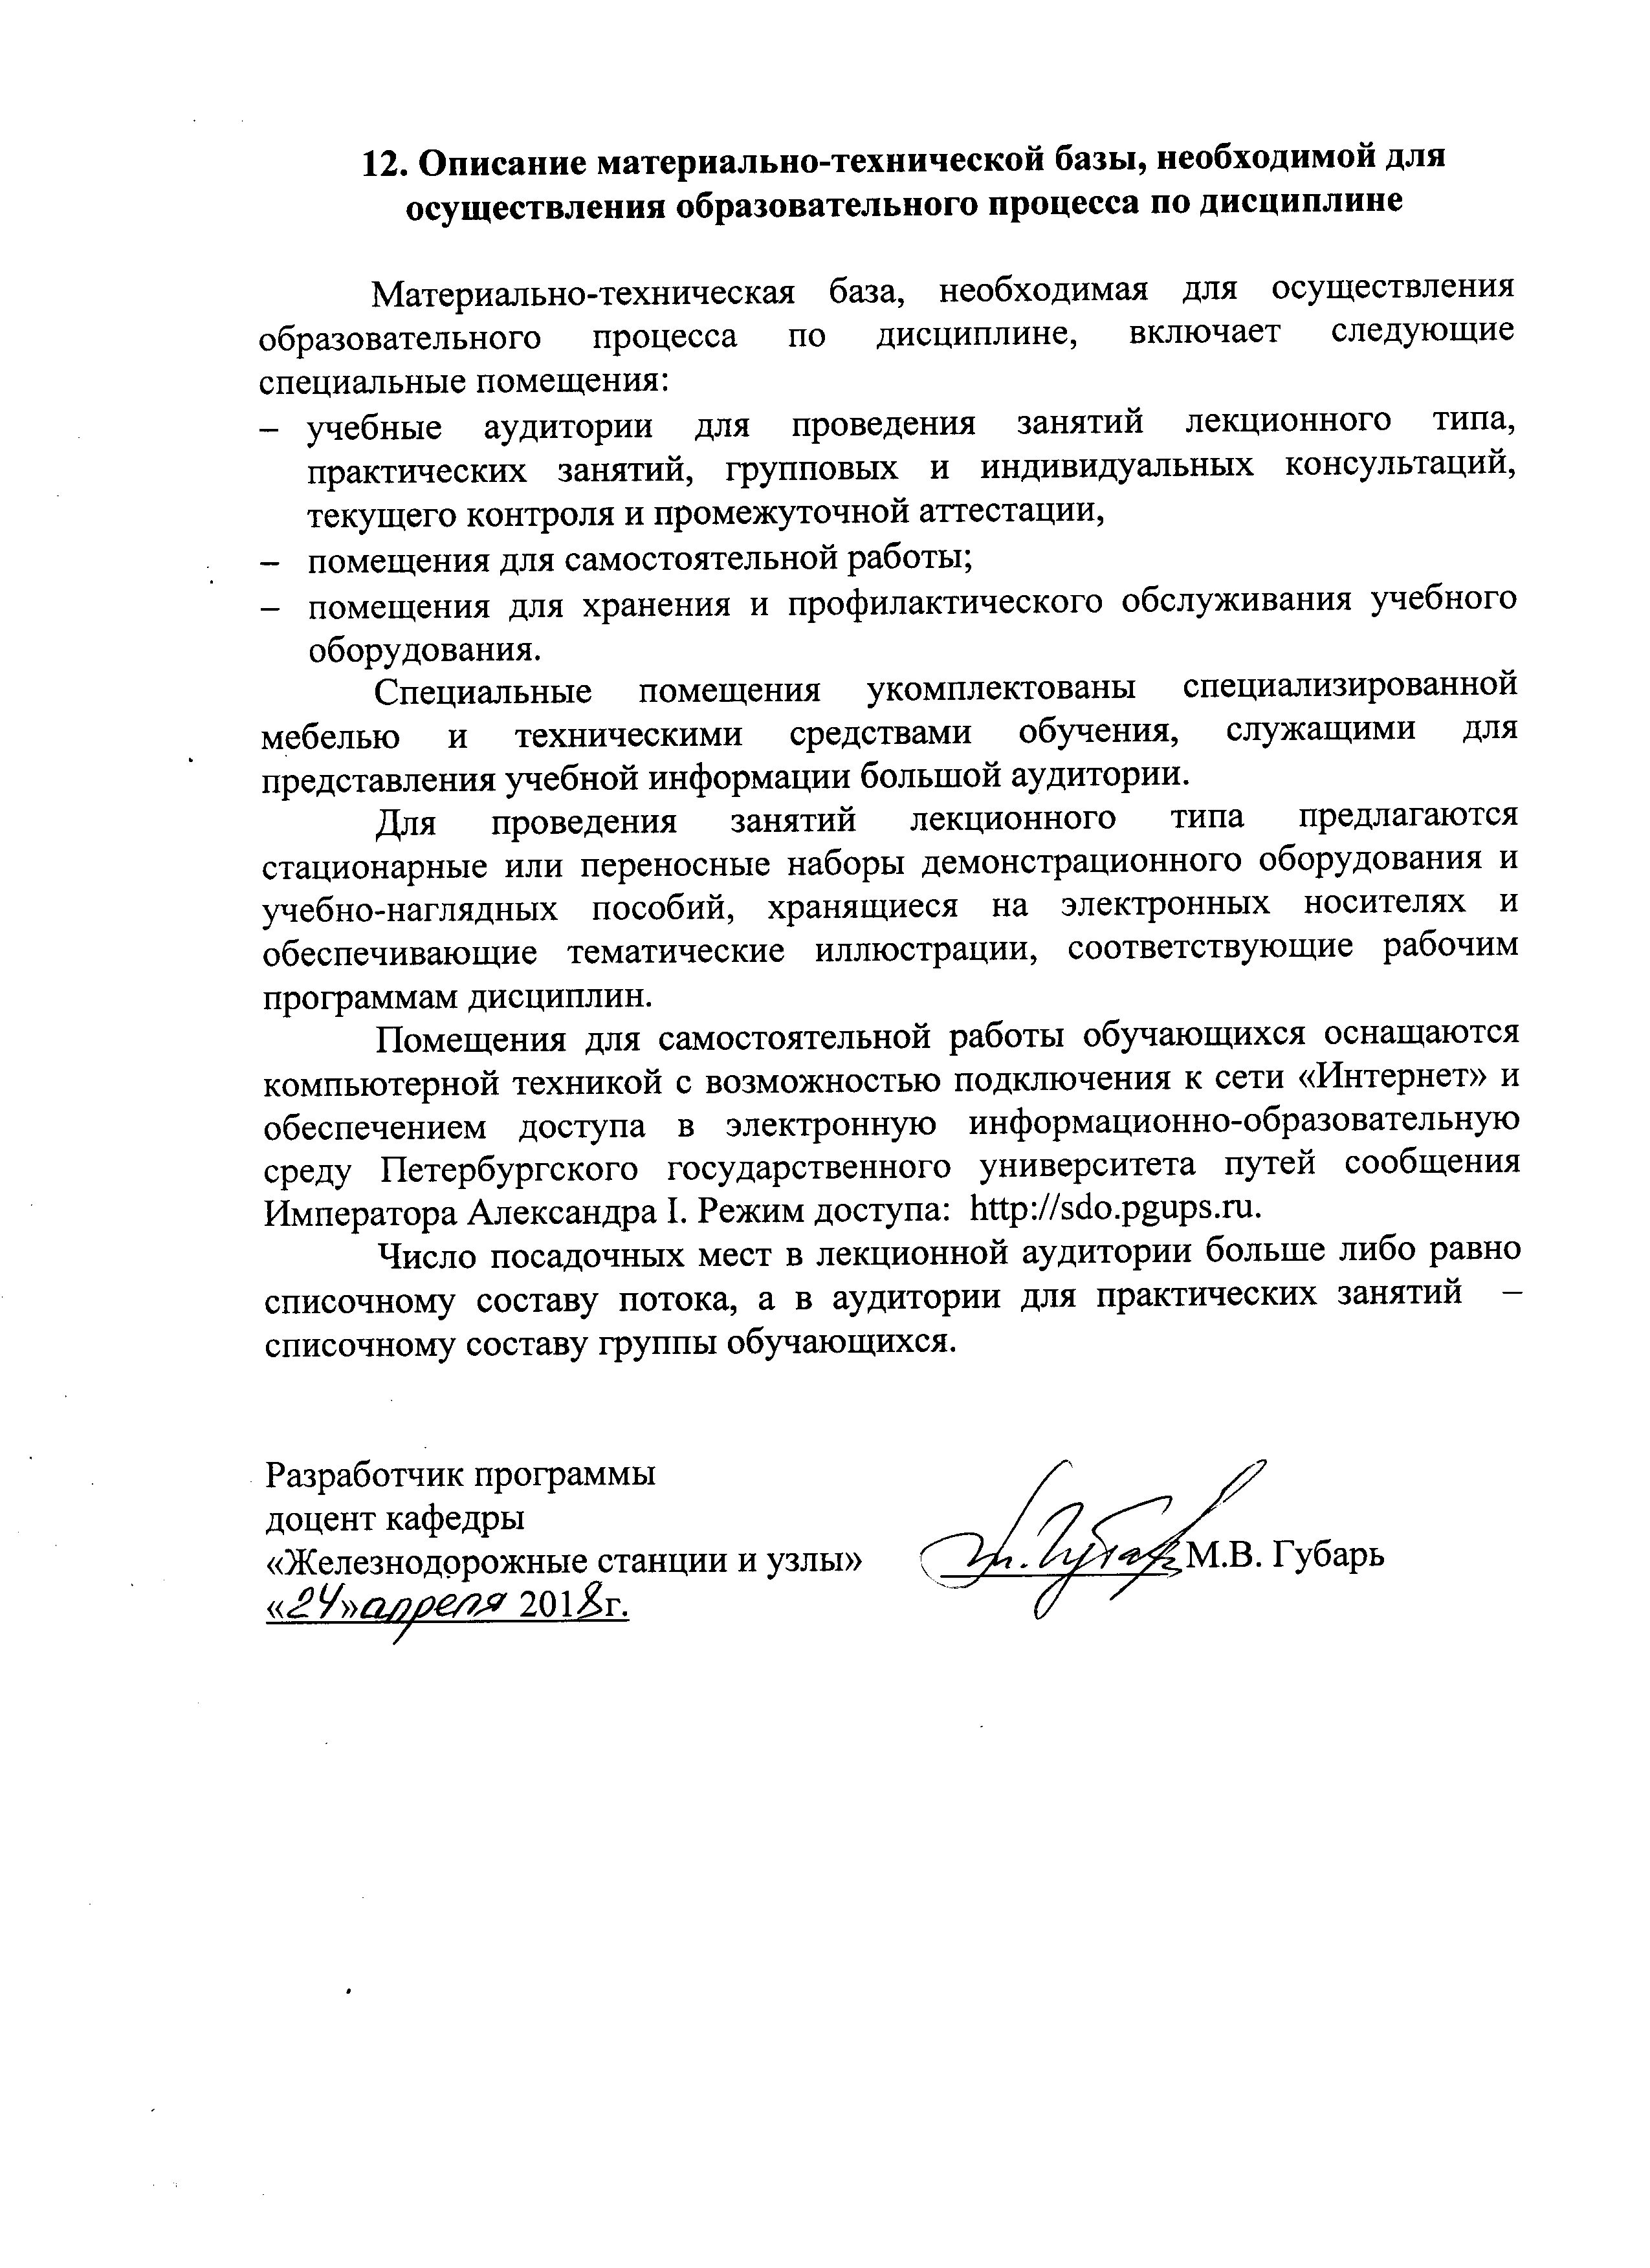 12. Описание материально-технической базы, необходимой для
осуществления образовательного процесса по дисциплине
Материально-техническая база, необходимая для осуществления
образовательного процесса по дисциплине, включает следующие
специальные помещения:
– учебные аудитории для проведения занятий лекционного типа,
практических занятий, групповых и индивидуальных консультаций,
текущего контроля и промежуточной аттестации,
– помещения для самостоятельной работы;
– помещения для хранения и профилактического обслуживания учебного
оборудования.
Специальные помещения укомплектованы специализированной
мебелью и техническими средствами обучения, служащими для
представления учебной информации большой аудитории.
Для проведения занятий лекционного типа предлагаются
стационарные или переносные наборы демонстрационного оборудования и
учебно-наглядных пособий, хранящиеся на электронных носителях и
обеспечивающие тематические иллюстрации, соответствующие рабочим
программам дисциплин.
Помещения для самостоятельной работы обучающихся оснащаются
компьютерной техникой с возможностью подключения к сети «Интернет» и
обеспечением доступа в электронную информационно-образовательную
среду Петербургского государственного университета путей сообщения
Императора Александра I. Режим доступа: http://sdo.pgups.ru.
Число посадочных мест в лекционной аудитории больше либо равно
списочному составу потока, а в аудитории для практических занятий –
списочному составу группы обучающихся.
Разработчик программы
доцент кафедры
«Железнодорожные станции и узлы» М.В. Губарь
«24» апреля 2018г.